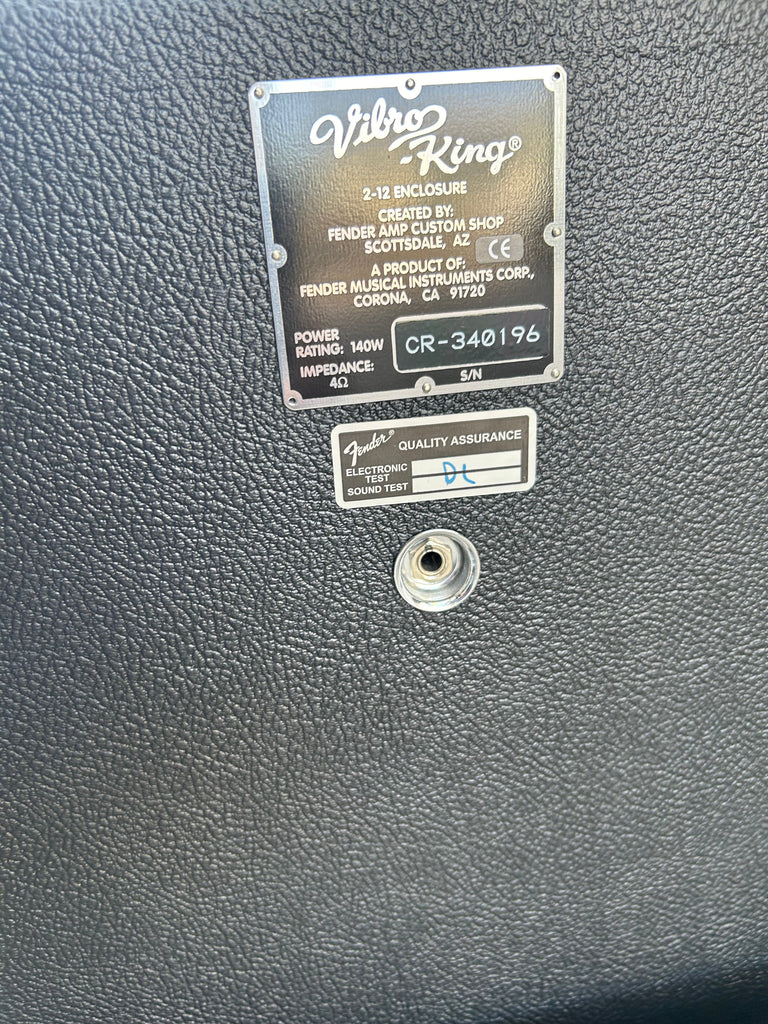 Vibro
-King®
2-12 ENCLOSURE
CREATED BY:
FENDER AMP CUSTOM SHOP
SCOTTSDALE, AZ CE
A PRODUCT OF:
FENDER MUSICAL INSTRUMENTS CORP.,
CORONA, CA 91720
POWER
RATING: 140W
CR-340196
IMPEDANCE:
4Ω
S/N
Fender® QUALITY ASSURANCE
ELECTRONIC
TEST
DL
SOUND TEST